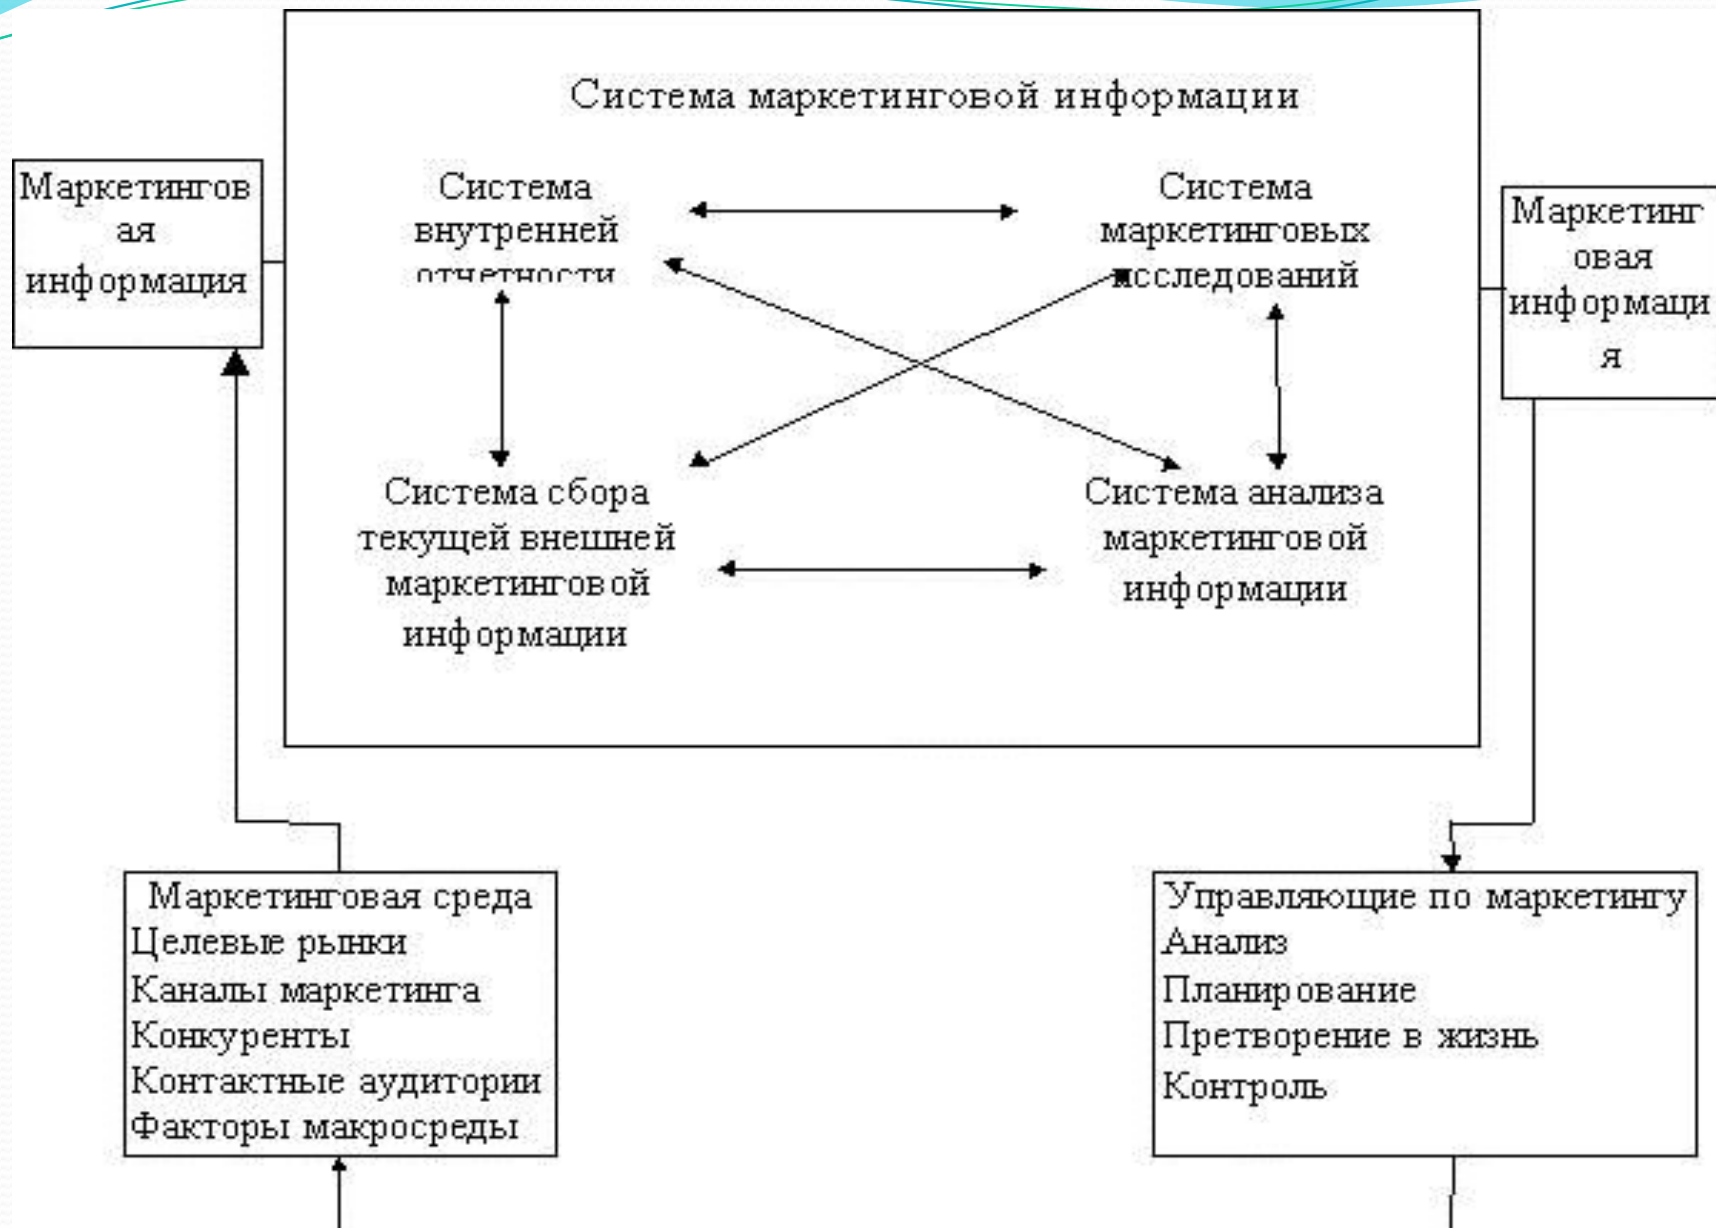 Система маркетинговой информации
Маркетингов
ая
информация
Система
внутренней
отчетности
Система
маркетинговых
исследований
Маркетинг
овая
информаци
я
Система сбора
текущей внешней
маркетинговой
информации
Система анализа
маркетинговой
информации
Маркетинговая среда
Целевые рынки
Каналы маркетинга
Конкуренты
Контактные аудитории
Факторы макросреды
Управляющие по маркетингу
Анализ
Планирование
Претворение в жизнь
Контроль